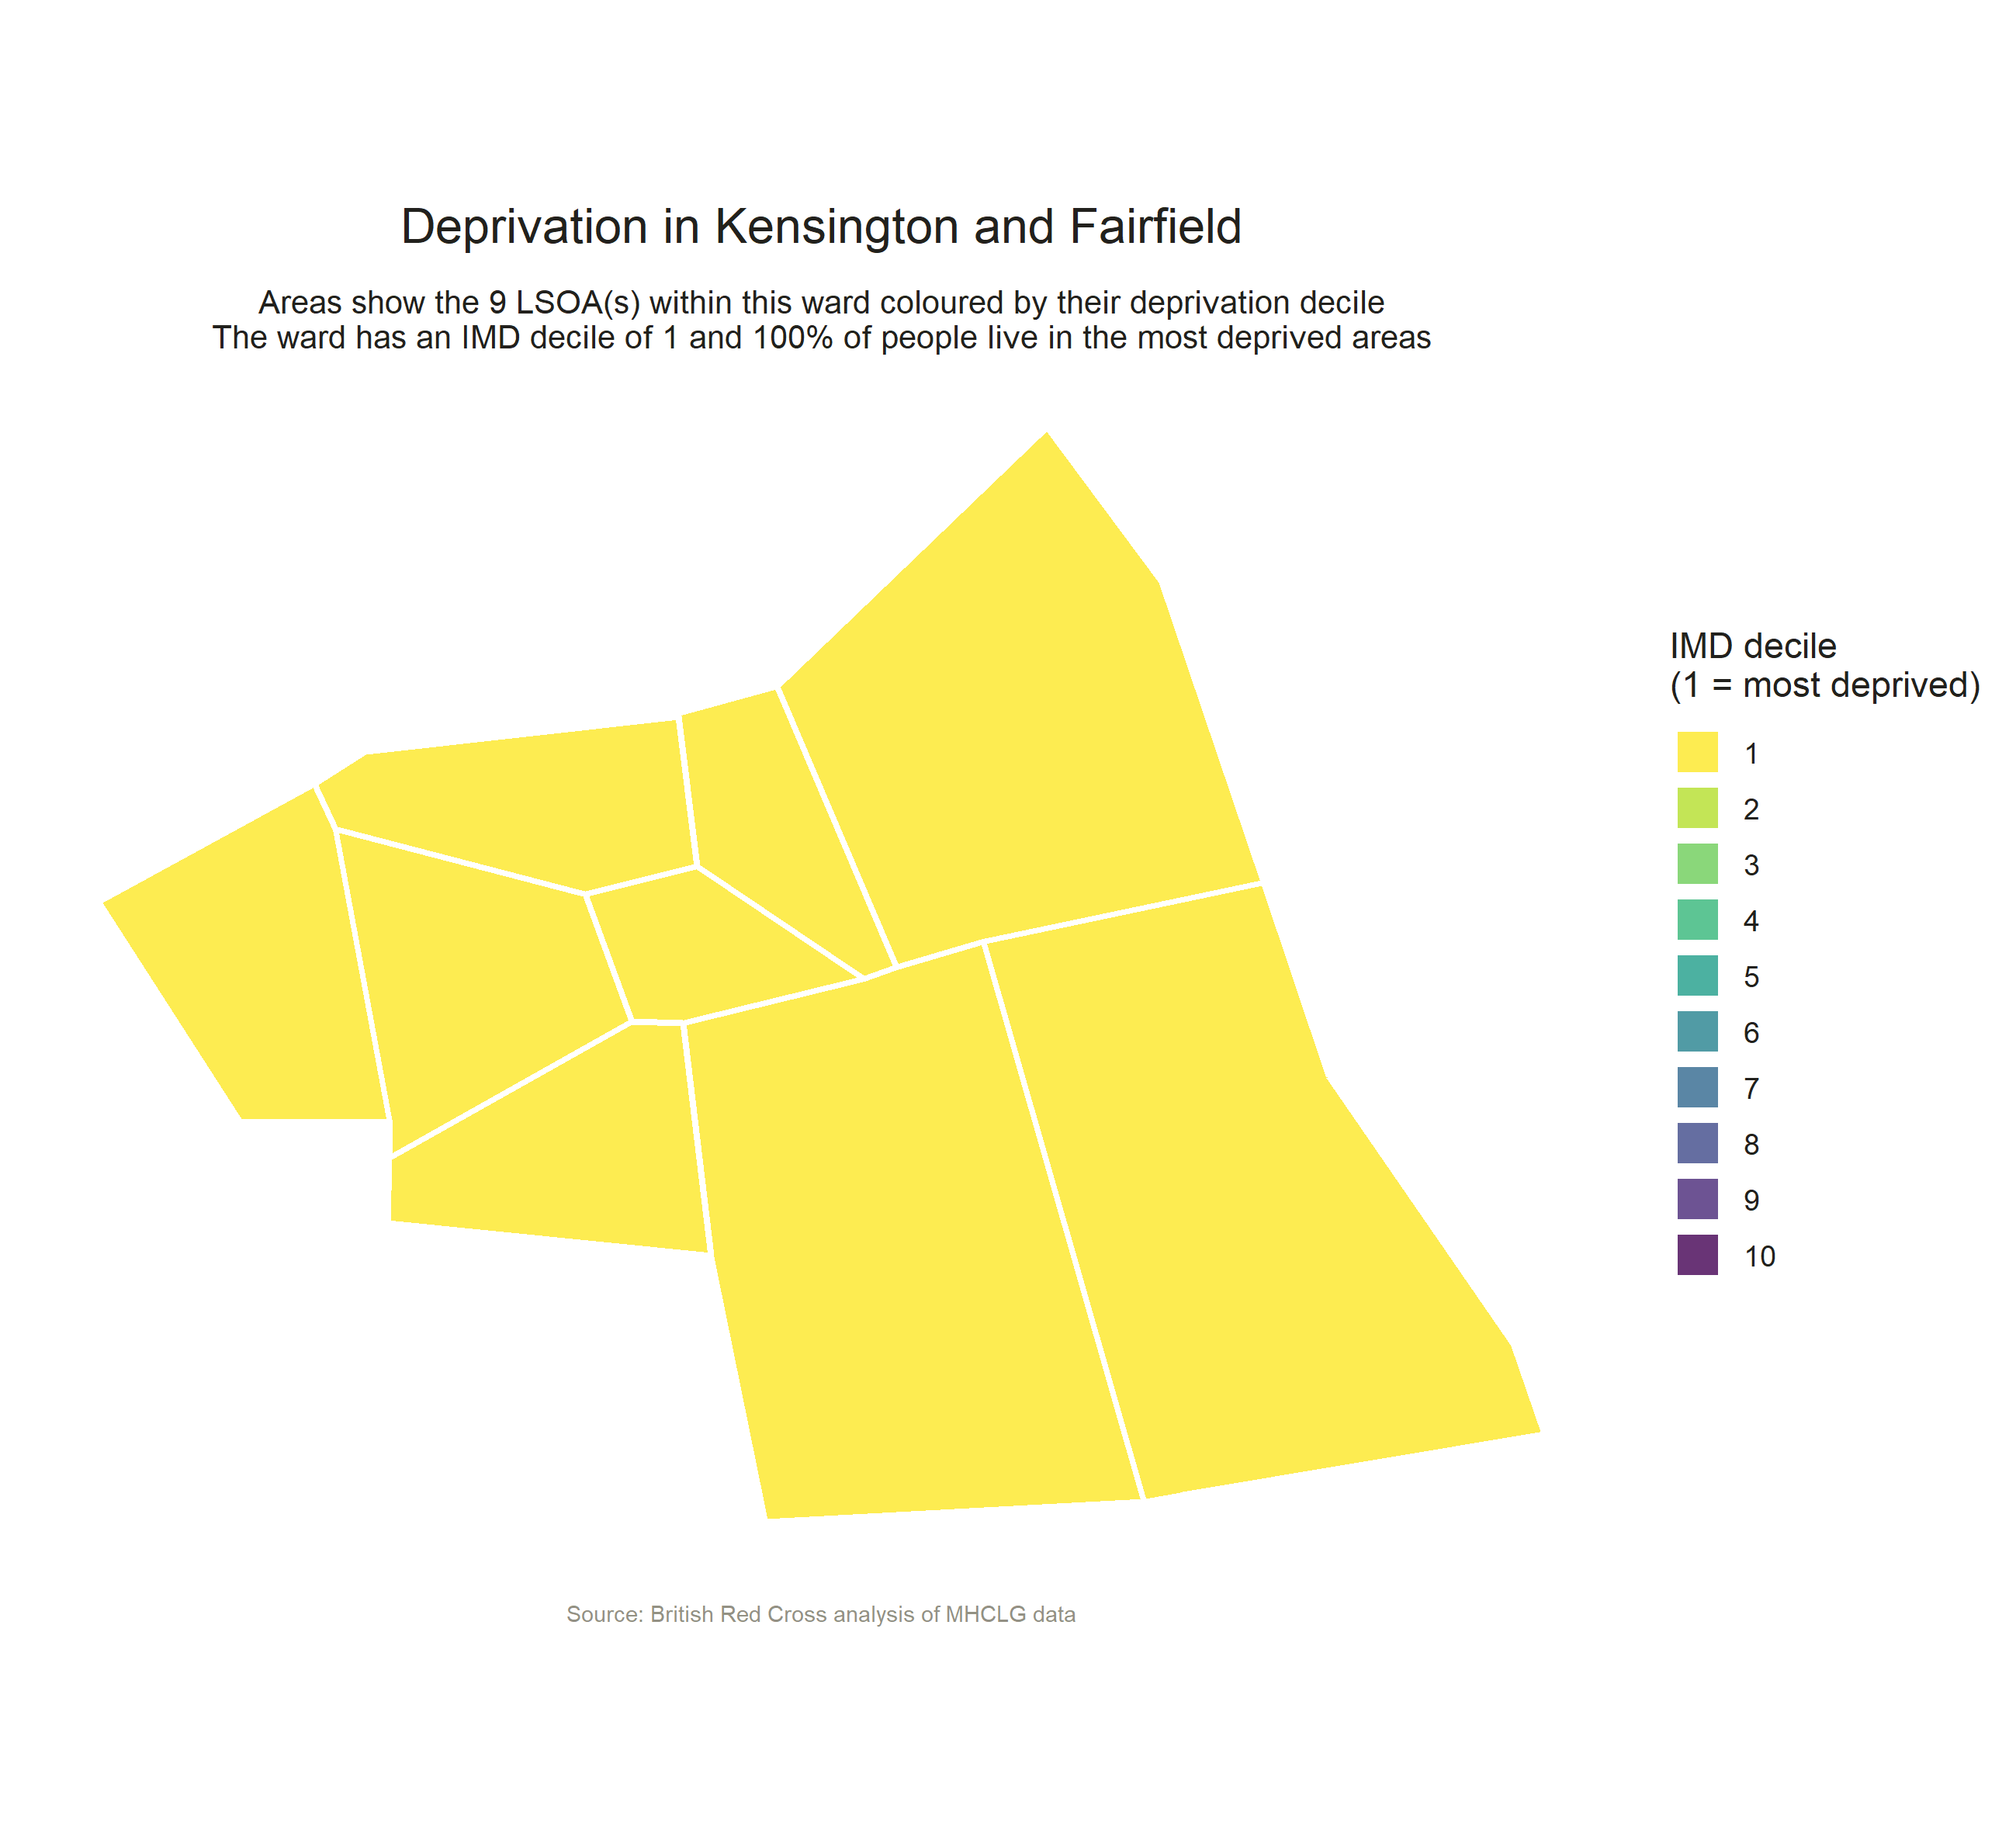 Deprivation in Kensington and Fairfield
Areas show the 9 LSOA(s) within this ward coloured by their deprivation decile
The ward has an IMD decile of 1 and 100% of people live in the most deprived areas
IMD decile
(1 = most deprived)
1
2
3
4
5
6
7
8
9
10
Source: British Red Cross analysis of MHCLG data